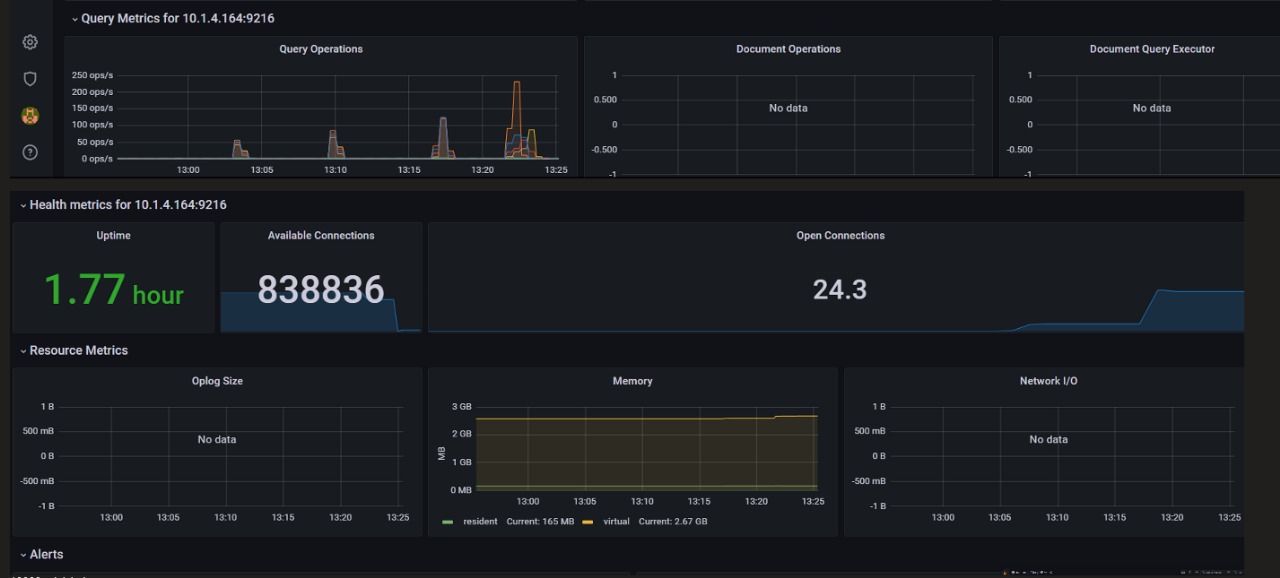 Query Metrics for 10.1.4.164:9216
Query Operations
250 ops/s
200 ops/s
150 ops/s
100 ops/s
50 ops/s
0 ops/s
13:00 13:05 13:10 13:15 13:20 13:25
Document Operations
1
0.500
0
-0.500
-1
No data
Document Query Executor
1
0.500
0
-0.500
-1
No data
Health metrics for 10.1.4.164:9216
Uptime
1.77 hour
Available Connections
838836
Open Connections
24.3
Resource Metrics
Oplog Size
1 B
500 mB
0 B
-500 mB
-1 B
No data
13:00 13:05 13:10 13:15 13:20 13:25
Memory
MB
3 GB
2 GB
1 GB
0 MB
13:00 13:05 13:10 13:15 13:20 13:25
resident Current: 165 MB virtual Current: 2.67 GB
Network I/O
1 B
500 mB
0 B
-500 mB
-1 B
No data
13:00 13:05 13:10 13:15 13:20 13:25
Alerts